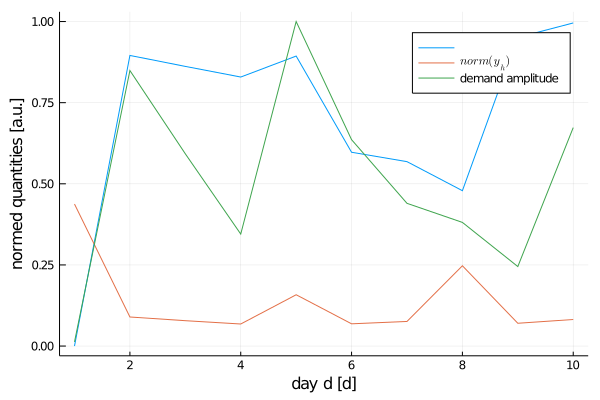 norm(y_h)
demand amplitude
normed quantities [a.u.]
1.00
0.75
0.50
0.25
0.00
2 4 6 8 10
day d [d]